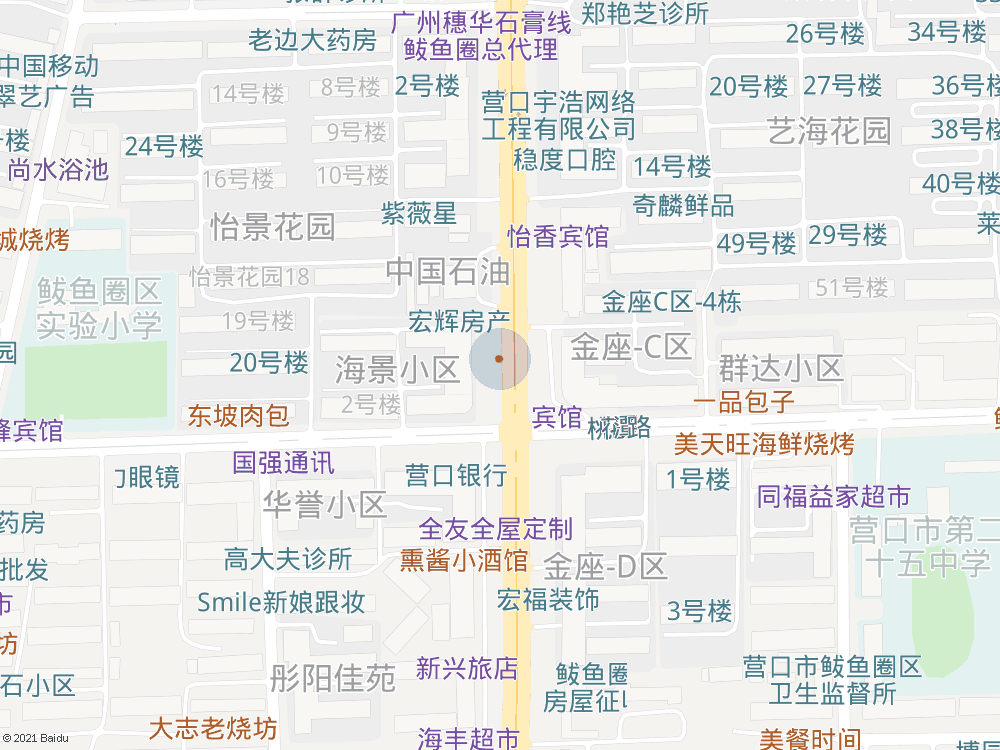 广州穗华石膏线
鲅鱼圈总代理
郑艳芝诊所
老边大药房
26号楼
34号楼
中国移动
翠艺广告
14号楼
8号楼
2号楼
20号楼
27号楼
36号楼
营口宇浩网络
工程有限公司
9号楼
艺海花园
38号楼
号楼
24号楼
稳度口腔
14号楼
尚水浴池
16号楼
10号楼
40号楼
紫薇星
奇麟鲜品
怡景花园
莱
城烧烤
怡香宾馆
49号楼
29号楼
中国石油
怡景花园18
鲅鱼圈区
实验小学
51号楼
金座C区-4栋
19号楼
宏辉房产
金座-C区
园
20号楼
海景小区
群达小区
2号楼
一品包子
东坡肉包
宾馆
路
峰宾馆
美天旺海鲜烧烤
国强通讯
营口银行
门眼镜
1号楼
同福益家超市
华誉小区
药房
全友全屋定制
营口市第二
十五中学
高大夫诊所
熏酱小酒馆
金座-D区
批发
Smile新娘跟妆
宏福装饰
3号楼
市
坊
新兴旅店
鲅鱼圈
房屋征
营口市鲅鱼圈区
卫生监督所
彤阳佳苑
石小区
大志老烧坊
海丰超市
美餐时间
© 2021 Baidu